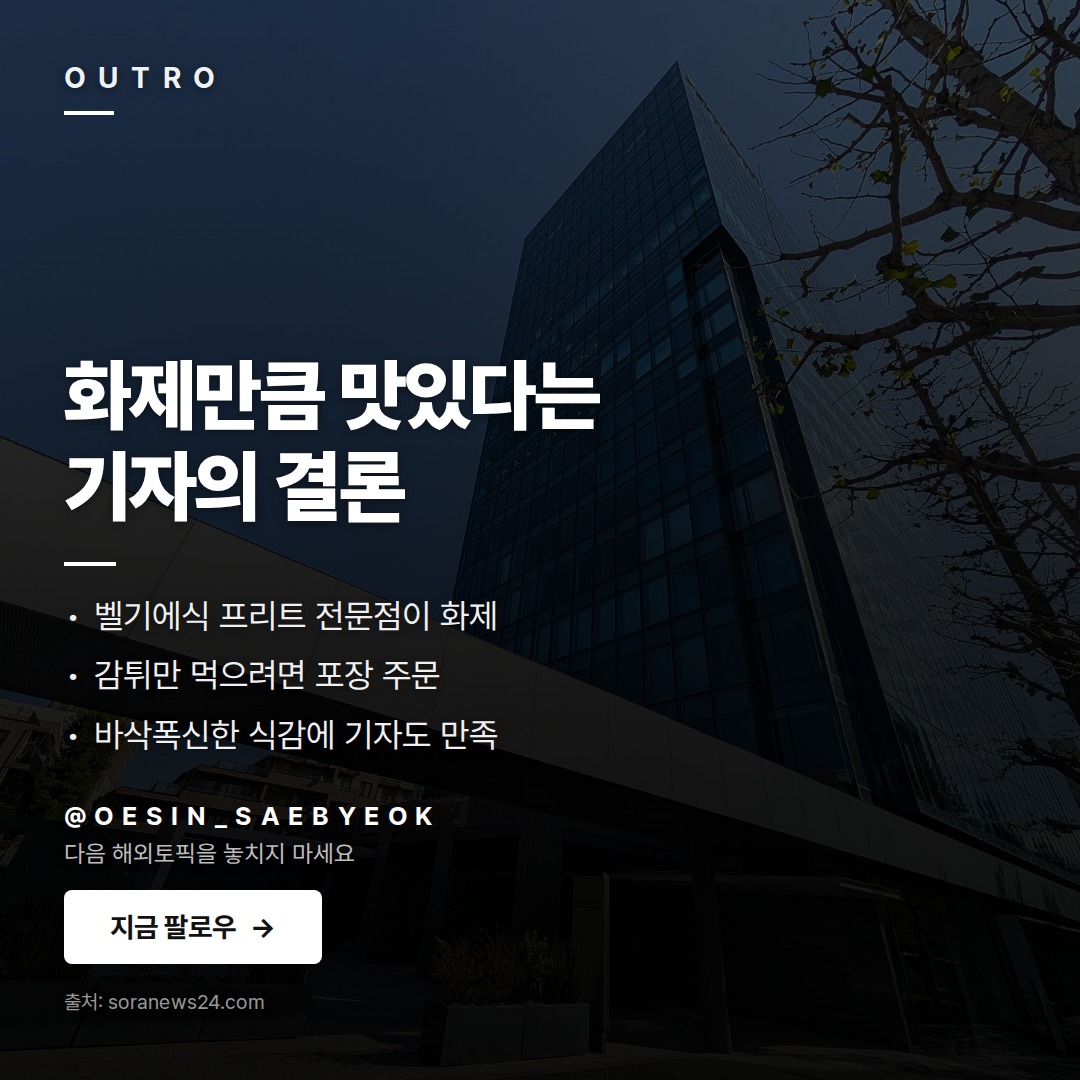 OUTRO
화제만큼 맛있다는
기자의 결론
• 벨기에식 프리트 전문점이 화제
• 감튀만 먹으려면 포장 주문
• 바삭폭신한 식감에 기자도 만족
@OESIN_SAEBYEOK
다음 해외토픽을 놓치지 마세요
지금 팔로우 →
출처: soranews24.com